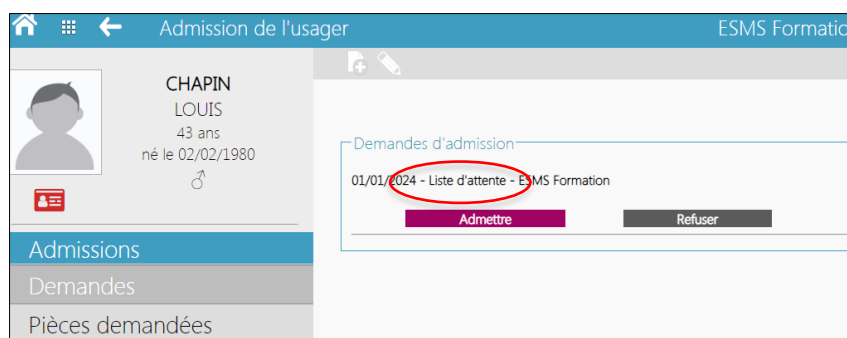 Admission de l'usager
ESMS Formatio
CHAPIN
LOUIS
43 ans
né le 02/02/1980
Demandes d'admission
01/01/2024 - Liste d'attente - ESMS Formation
Admettre
Refuser
Admissions
Demandes
Pièces demandées